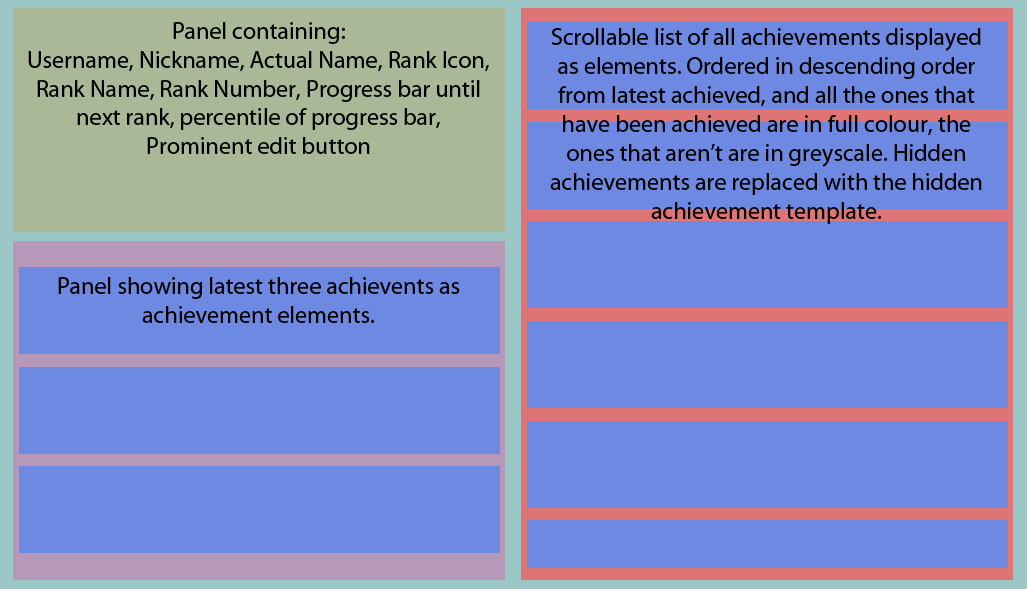 Panel containing:
Username, Nickname, Actual Name, Rank Icon,
Rank Name, Rank Number, Progress bar until
next rank, percentile of progress bar,
Prominent edit button
Panel showing latest three achievents as
achievement elements.
Scrollable list of all achievements displayed
as elements. Ordered in descending order
from latest achieved, and all the ones that
have been achieved are in full colour, the
ones that aren’t are in greyscale. Hidden
achievements are replaced with the hidden
achievement template.